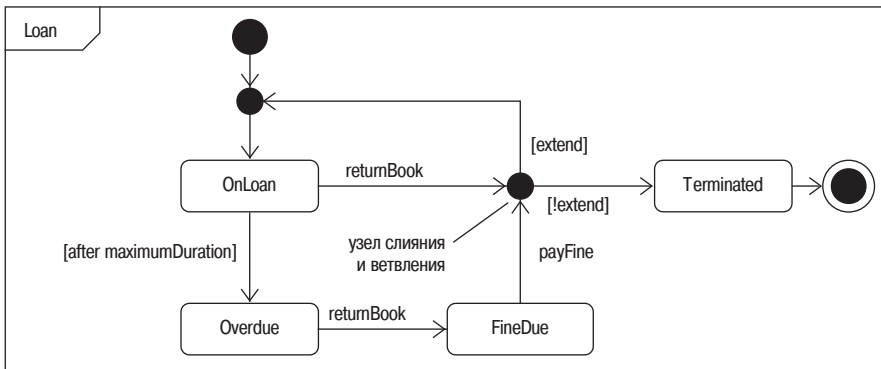 Loan
[extend]
OnLoan
returnBook
Terminated
[!extend]
[after maximumDuration]
узел слияния
и ветвления
payFine
Overdue
returnBook
FineDue